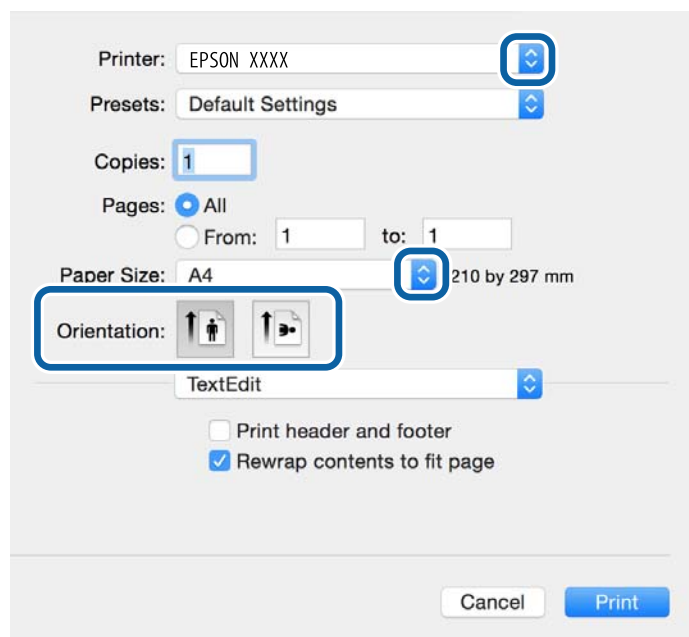 Printer: EPSON XXXX
Presets: Default Settings
Copies: 1
Pages: All
From: 1 to: 1
Paper Size: A4 210 by 297 mm
Orientation:
TextEdit
Print header and footer
Rewrap contents to fit page
Cancel Print